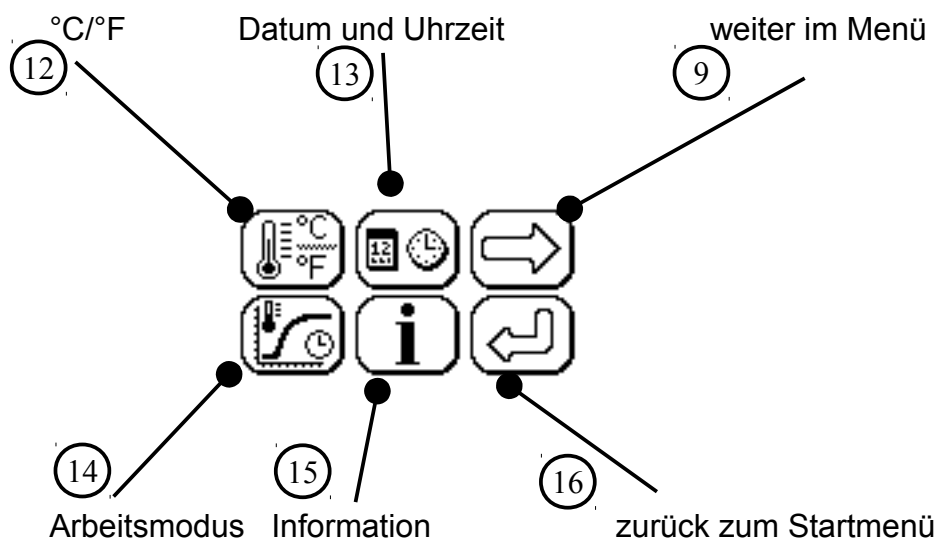 °C/°F Datum und Uhrzeit weiter im Menü
12 13 9
°C
°F
12
i
14 15 16
Arbeitsmodus Information zurück zum Startmenü